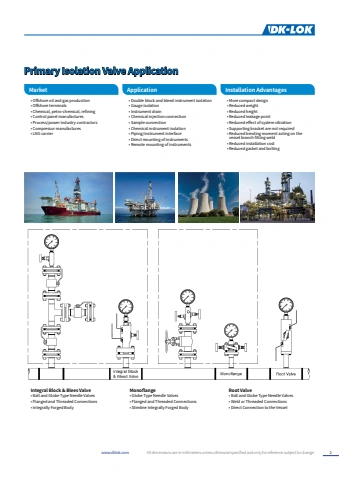 DK-LOK
Primary Isolation Valve Application
Market
• Offshore oil and gas production
• Offshore terminals
• Chemical, petro-chemical, refining
• Control panel manufactures
• Process/power industry contractors
• Compressor manufactures
• LNG carrier
Application
• Double block and bleed instrument isolation
• Gauge isolation
• Instrument drain
• Chemical injection connection
• Sample connection
• Chemical instrument isolation
• Piping/instrument interface
• Direct mounting of instruments
• Remote mounting of instruments
Installation Advantages
• More compact design
• Reduced weight
• Reduced height
• Reduced leakage point
• Reduced effect of system vibration
• Supporting bracket are not required
• Reduced bending moment acting on the
vessel branch fitting weld
• Reduced installation cost
• Reduced gasket and bolting
Integral Block
& Bleed Valve
Monoflange
Root Valve
Integral Block & Blees Valve
• Ball and Globe Type Needle Valves
• Flanged and Threaded Connections
• Integrally Forged Body
Monoflange
• Globe Type Needle Valves
• Flanged and Threaded Connections
• Slimline Integrally Forged Body
Root Valve
• Ball and Globe Type Needle Valves
• Weld or Threaded Connections
• Direct Connection to the Vessel
www.dklok.com
All dimensions are in millimeters unless otherwise specified and only for reference subject to change
2